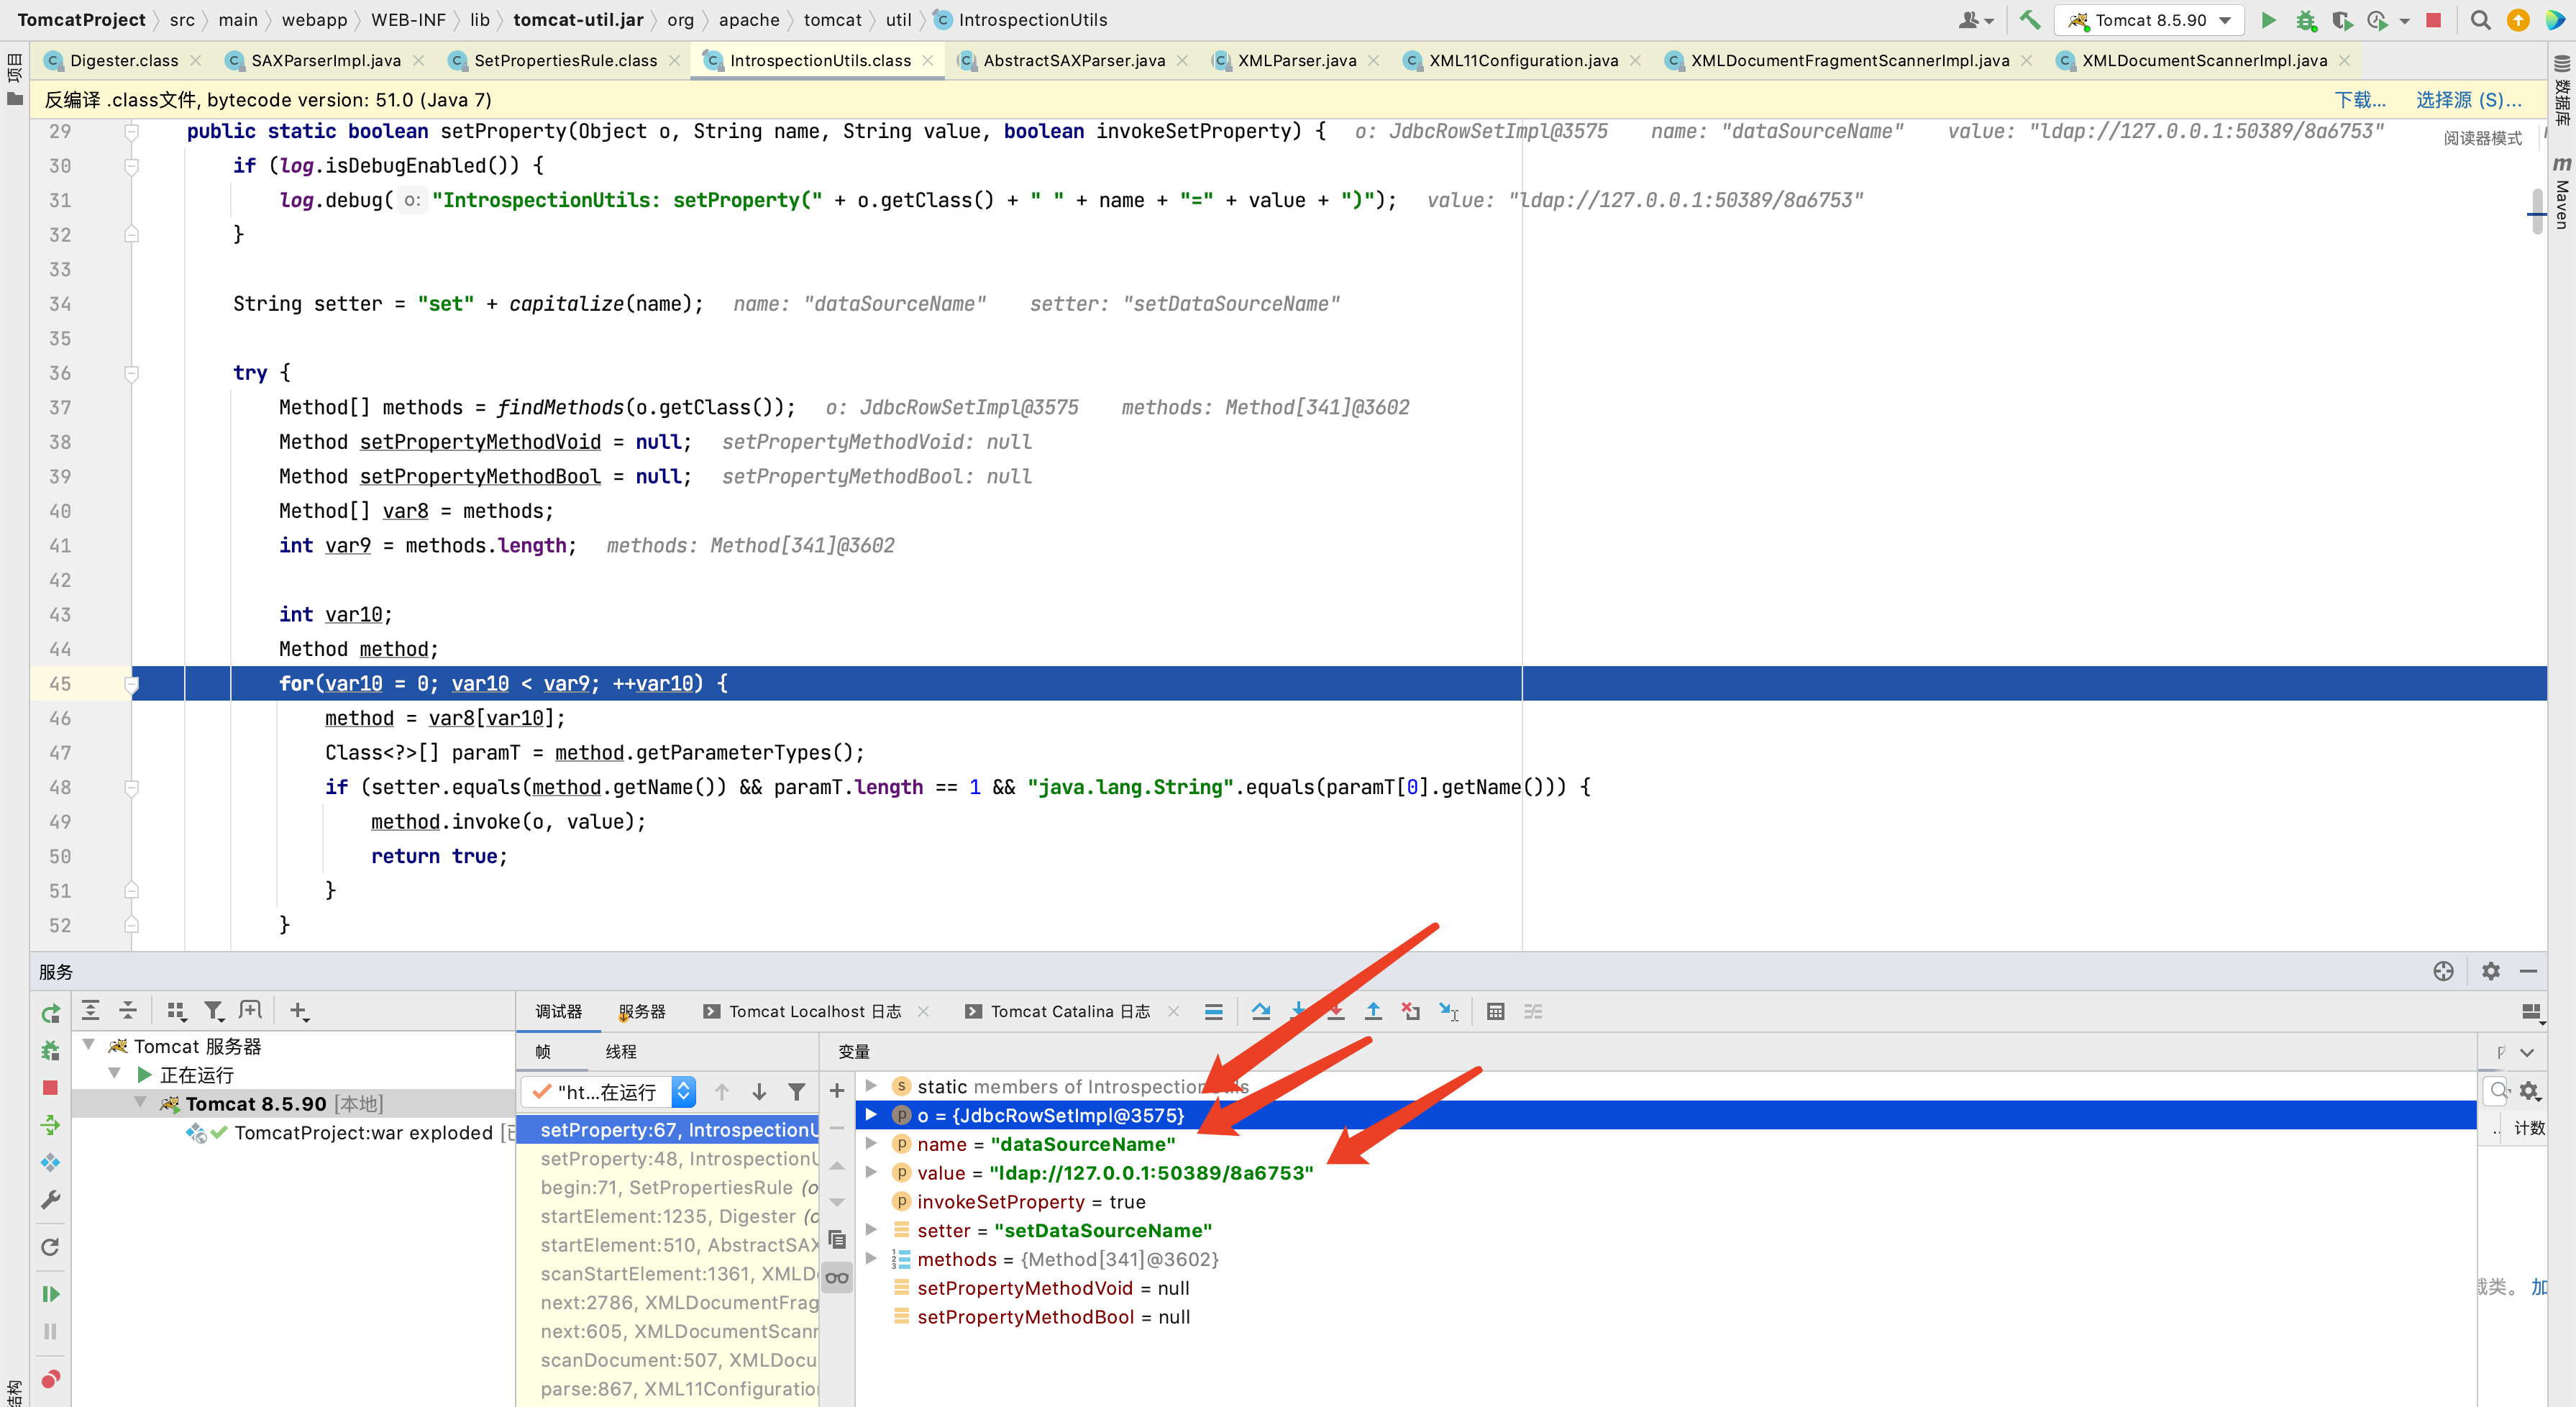 TomcatProject src main webapp WEB-INF lib tomcat-util.jar org apache tomcat util IntrospectionUtils
Tomcat 8.5.90
Digester.class SAXParserImpl.java SetPropertiesRule.class IntrospectionUtils.class AbstractSAXParser.java XMLParser.java XML11Configuration.java XMLDocumentFragmentScannerImpl.java XMLDocumentScannerImpl.java
项目
反编译 .class文件, bytecode version: 51.0 (Java 7) 下载... 选择源 (S)...
数据库
Maven
阅读器模式
29 public static boolean setProperty(Object o, String name, String value, boolean invokeSetProperty) { o: JdbcRowSetImpl@3575 name: "dataSourceName" value: "ldap://127.0.0.1:50389/8a6753"
30 if (log.isDebugEnabled()) {
31 log.debug( o: "IntrospectionUtils: setProperty(" + o.getClass() + " " + name + "=" + value + ")"); value: "ldap://127.0.0.1:50389/8a6753"
32 }
33
34 String setter = "set" + capitalize(name); name: "dataSourceName" setter: "setDataSourceName"
35
36 try {
37 Method[] methods = findMethods(o.getClass()); o: JdbcRowSetImpl@3575 methods: Method[341]@3602
38 Method setPropertyMethodVoid = null; setPropertyMethodVoid: null
39 Method setPropertyMethodBool = null; setPropertyMethodBool: null
40 Method[] var8 = methods;
41 int var9 = methods.length; methods: Method[341]@3602
42
43 int var10;
44 Method method;
45 for(var10 = 0; var10 < var9; ++var10) {
46 method = var8[var10];
47 Class<?>[] paramT = method.getParameterTypes();
48 if (setter.equals(method.getName()) && paramT.length == 1 && "java.lang.String".equals(paramT[0].getName())) {
49 method.invoke(o, value);
50 return true;
51 }
52 }
服务
调试器 服务器 Tomcat Localhost 日志 Tomcat Catalina 日志
Tomcat 服务器
正在运行
Tomcat 8.5.90 [本地]
TomcatProject:war exploded
帧 线程
"ht...在运行
setProperty:67, IntrospectionU
setProperty:48, IntrospectionU
begin:71, SetPropertiesRule (o
startElement:1235, Digester (o
startElement:510, AbstractSAX
scanStartElement:1361, XMLD
next:2786, XMLDocumentFrag
next:605, XMLDocumentScann
scanDocument:507, XMLDocu
parse:867, XML11Configuration
变量
static members of IntrospectionUtils
o = {JdbcRowSetImpl@3575}
name = "dataSourceName"
value = "ldap://127.0.0.1:50389/8a6753"
invokeSetProperty = true
setter = "setDataSourceName"
methods = {Method[341]@3602}
setPropertyMethodVoid = null
setPropertyMethodBool = null
计数
类。 加
结构